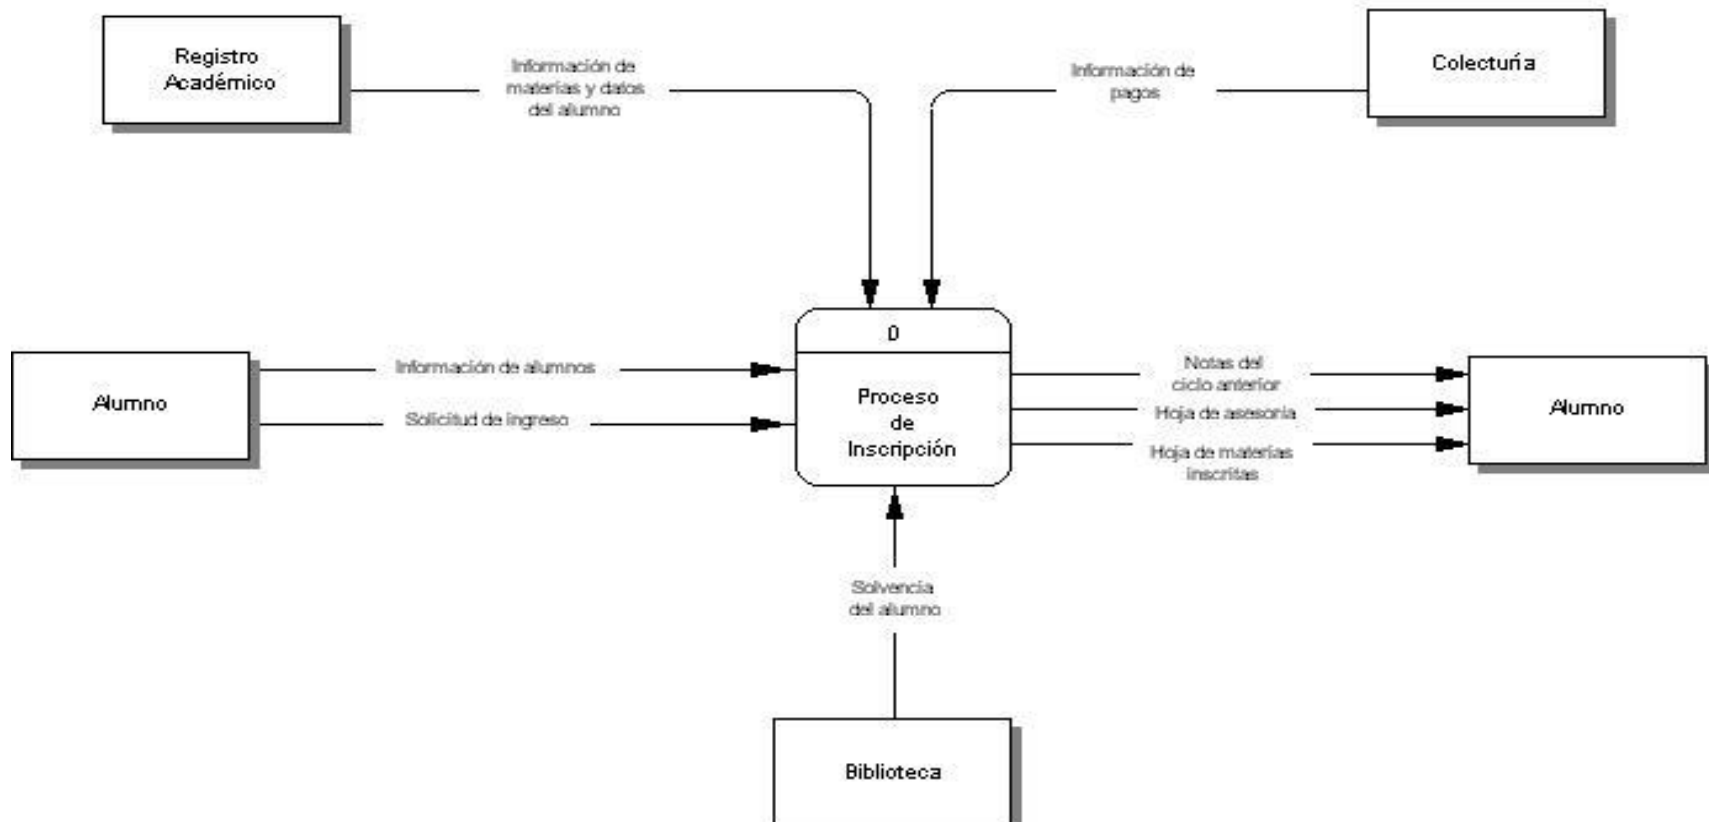 Registro
Académico
Información de
materias y datos
del alumno
Información de
pagos
Colecturía
0
Proceso
de
Inscripción
Alumno
Información de alumnos
Solicitud de ingreso
Notas del
ciclo anterior
Hoja de asesoría
Hoja de materias
inscritas
Alumno
Solvencia
del alumno
Biblioteca